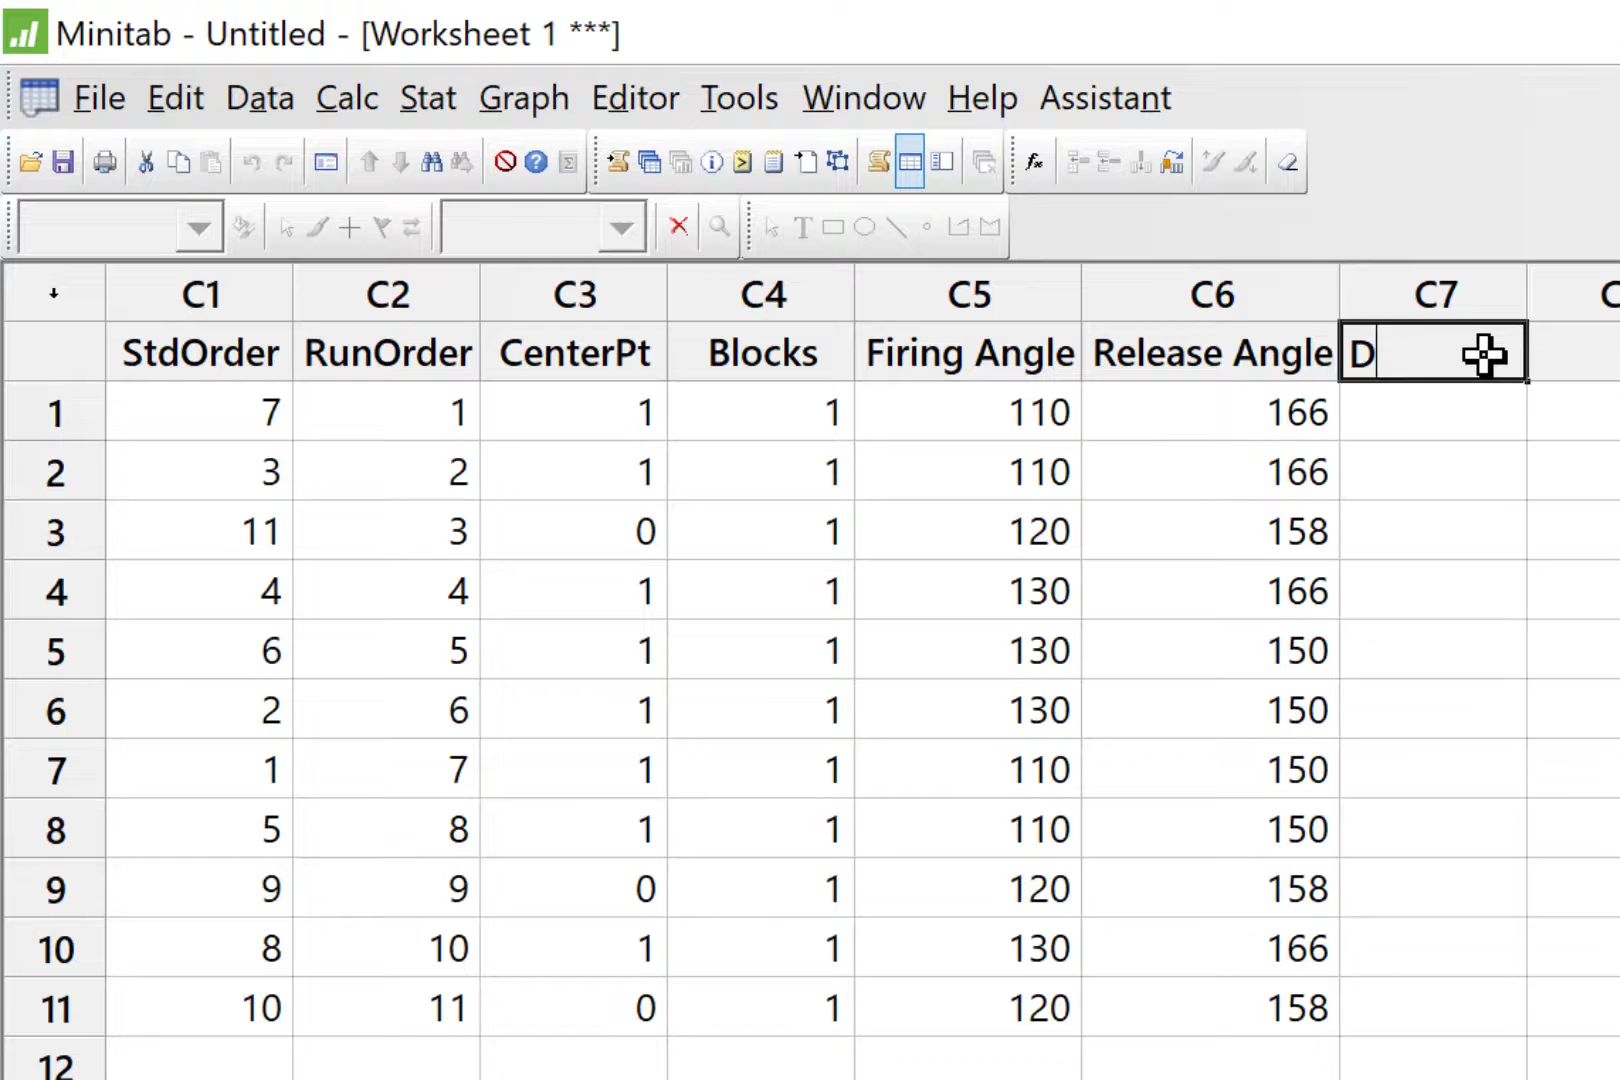 Minitab - Untitled - [Worksheet 1 ***]
File Edit Data Calc Stat Graph Editor Tools Window Help Assistant
C1 C2 C3 C4 C5 C6 C7 C
StdOrder RunOrder CenterPt Blocks Firing Angle Release Angle D
1 7 1 1 1 110 166
2 3 2 1 1 110 166
3 11 3 0 1 120 158
4 4 4 1 1 130 166
5 6 5 1 1 130 150
6 2 6 1 1 130 150
7 1 7 1 1 110 150
8 5 8 1 1 110 150
9 9 9 0 1 120 158
10 8 10 1 1 130 166
11 10 11 0 1 120 158
12